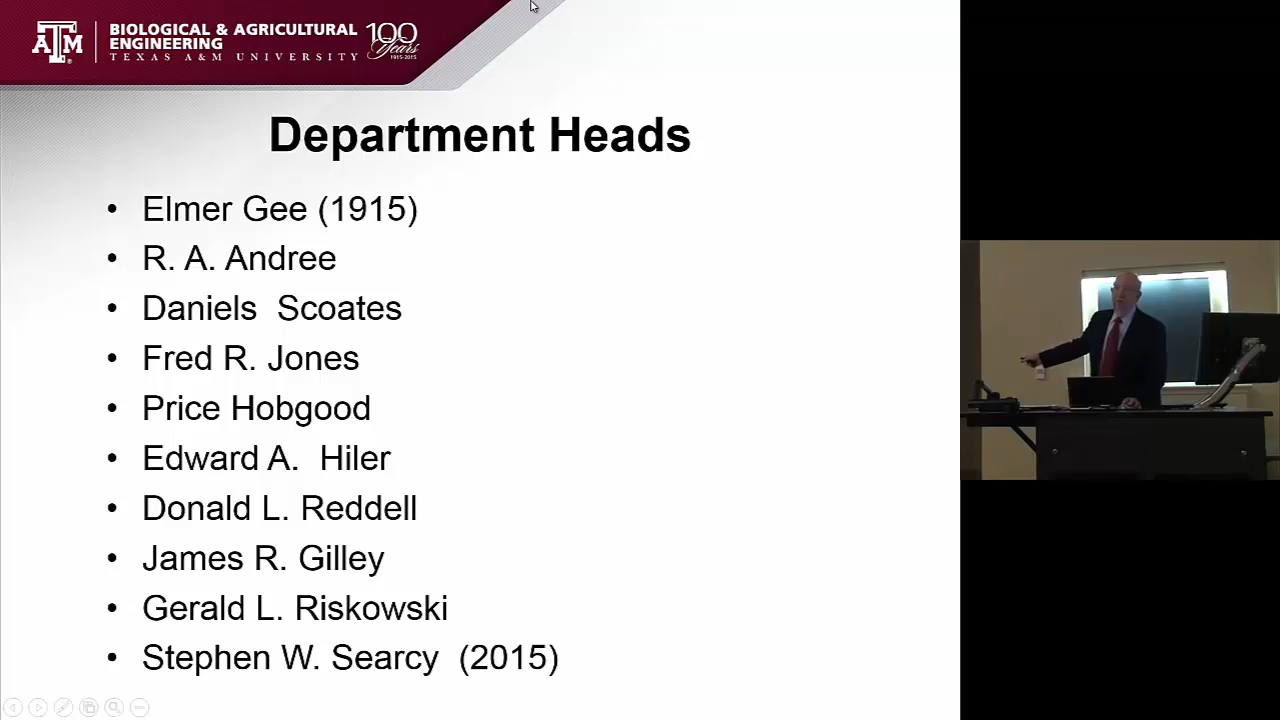 ATM
BIOLOGICAL & AGRICULTURAL
ENGINEERING
TEXAS A&M UNIVERSITY
100
Years
1915-2015
Department Heads
• Elmer Gee (1915)
• R. A. Andree
• Daniels Scoates
• Fred R. Jones
• Price Hobgood
• Edward A. Hiler
• Donald L. Reddell
• James R. Gilley
• Gerald L. Riskowski
• Stephen W. Searcy (2015)